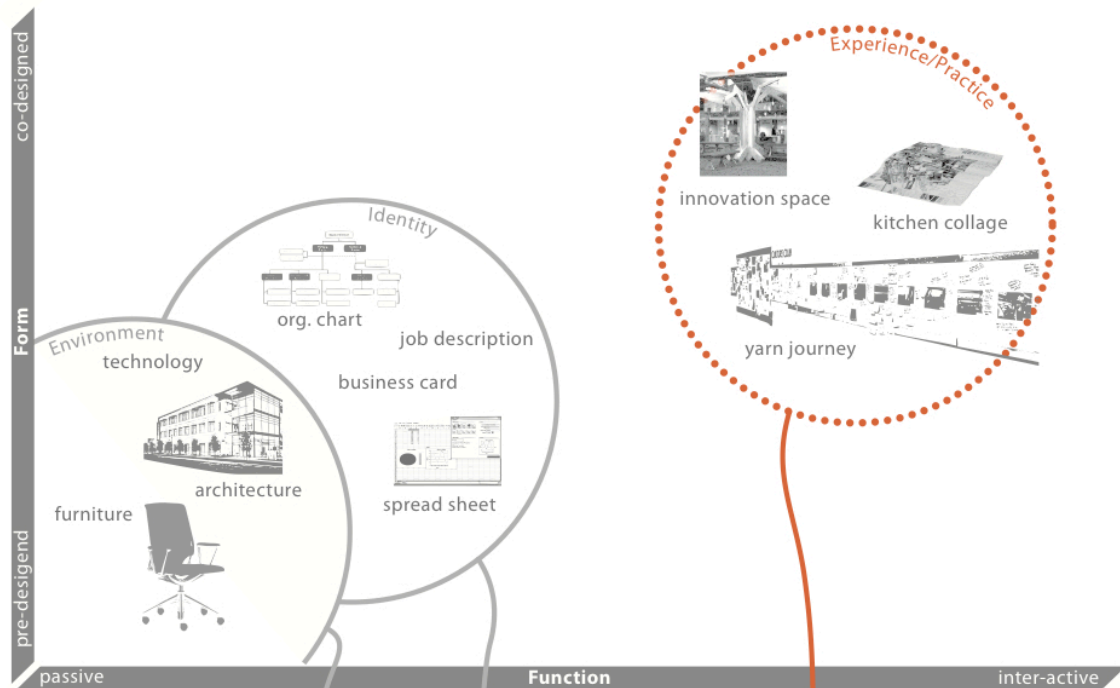 co-designed
Form
pre-desigend
Experience/Practice
innovation space
kitchen collage
yarn journey
Identity
org. chart
job description
business card
spread sheet
Environment
technology
architecture
furniture
passive
Function
inter-active